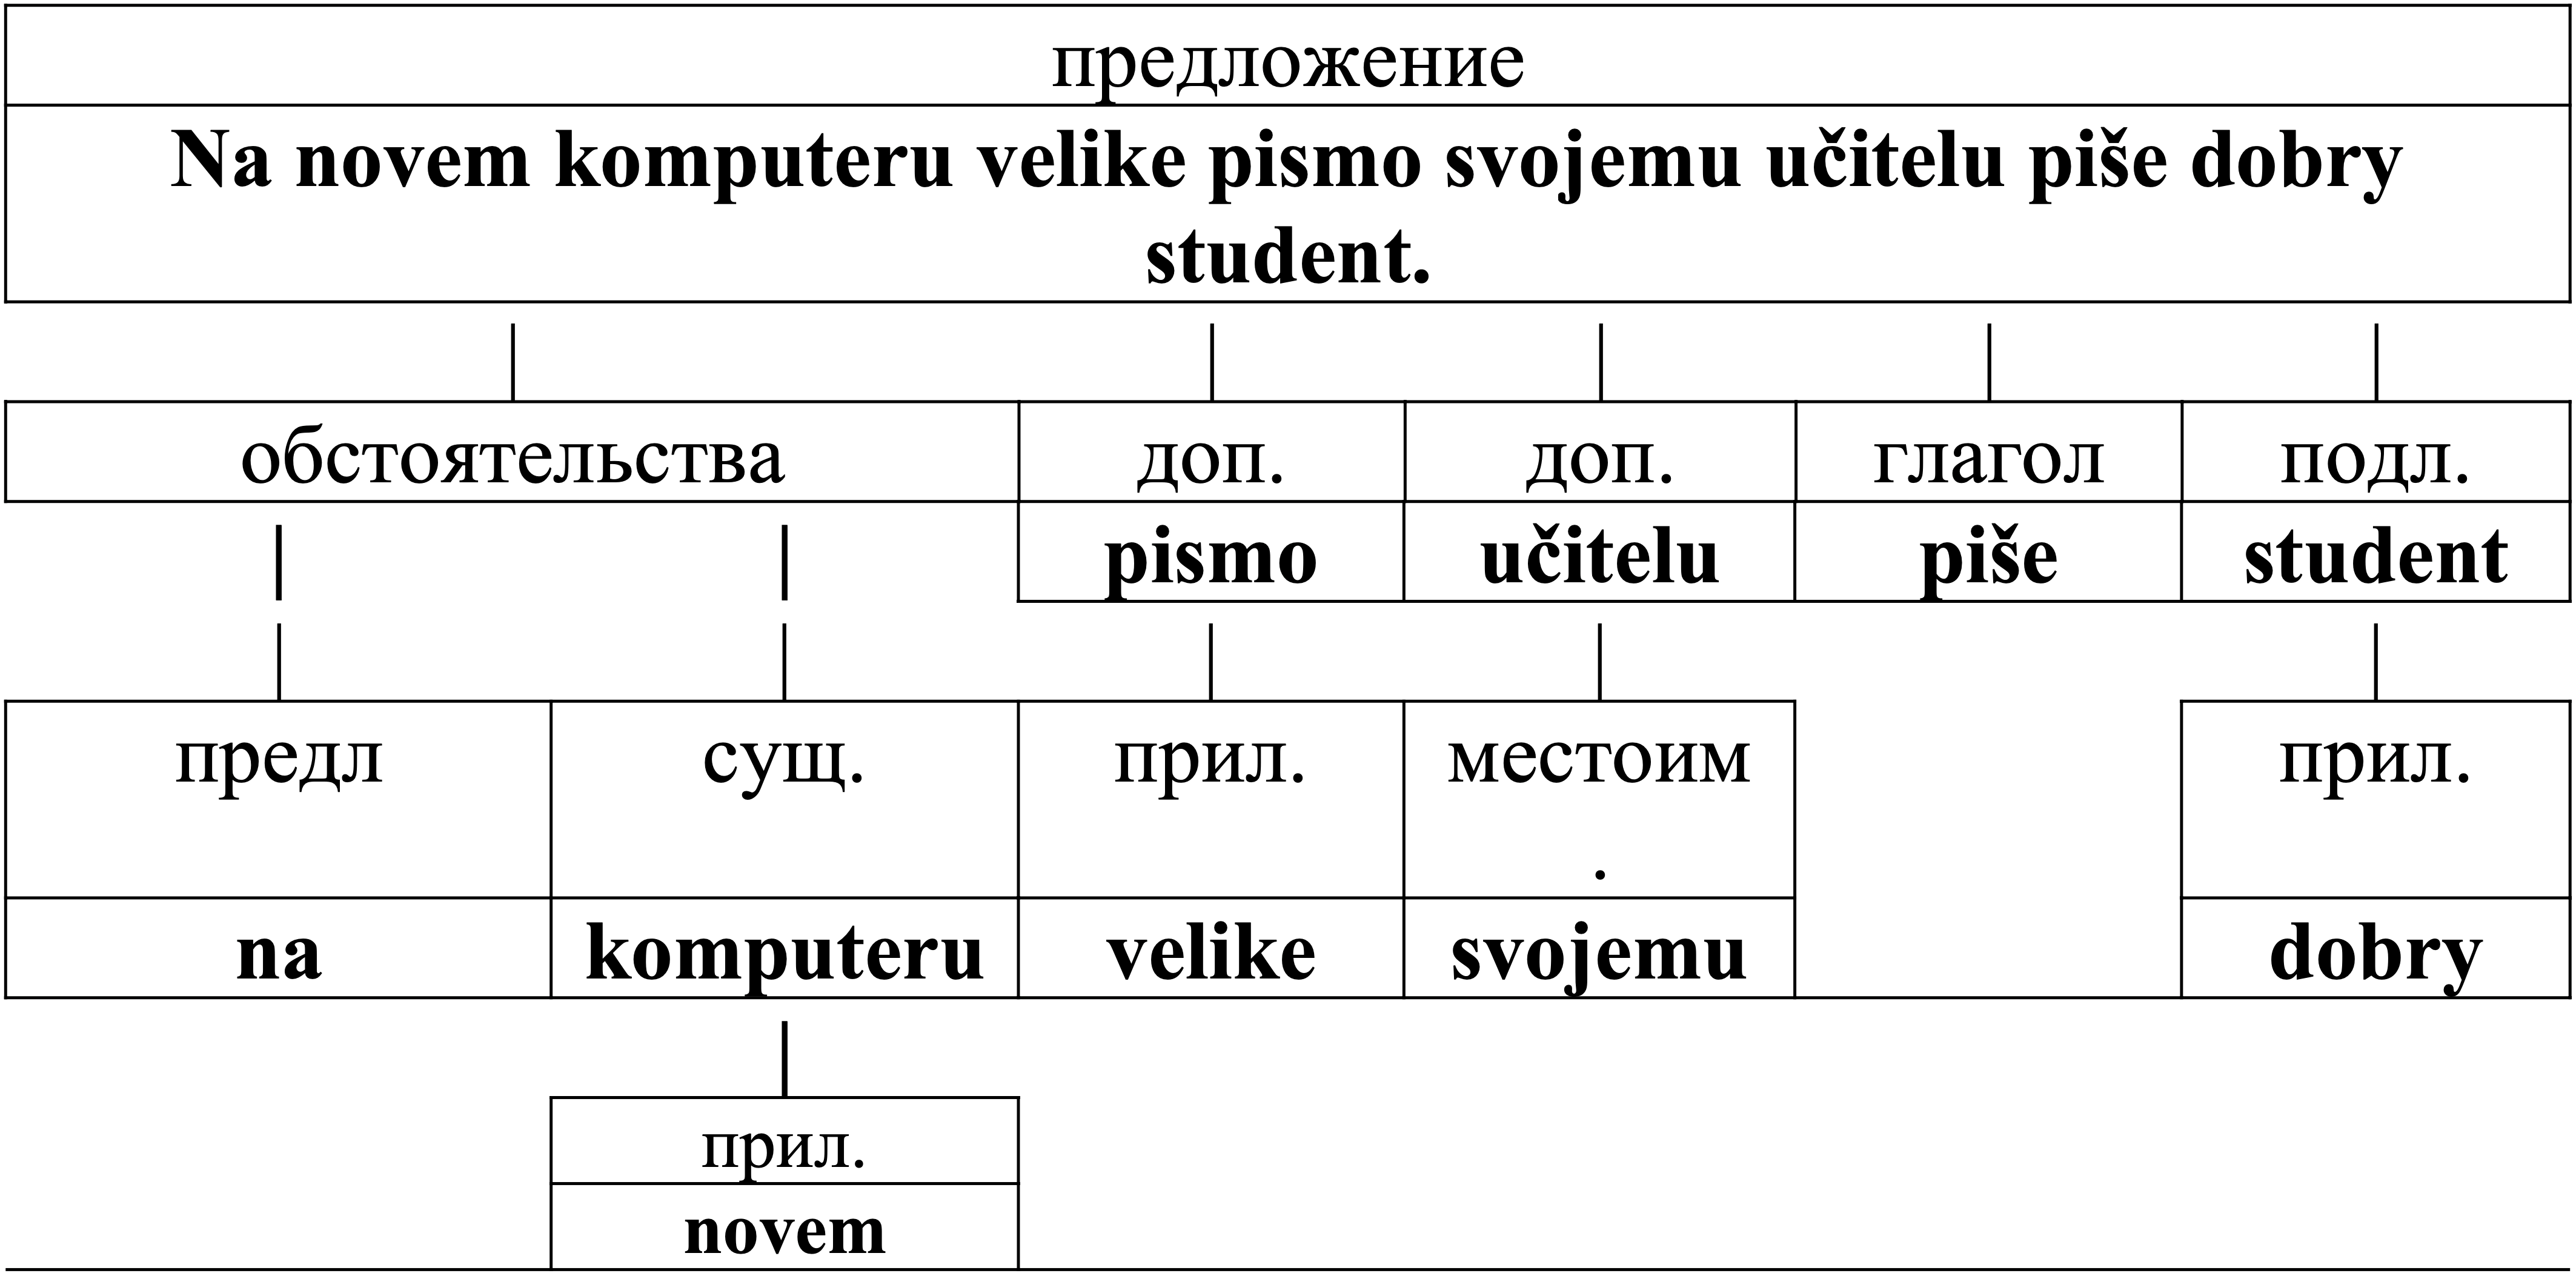 предложение
Na novem komputeru velike pismo svojemu učitelu piše dobry
student.
обстоятельства доп. доп. глагол подл.
pismo učitelu piše student
предл сущ. прил. местоим прил.
.
na komputeru velike svojemu dobry
прил.
novem